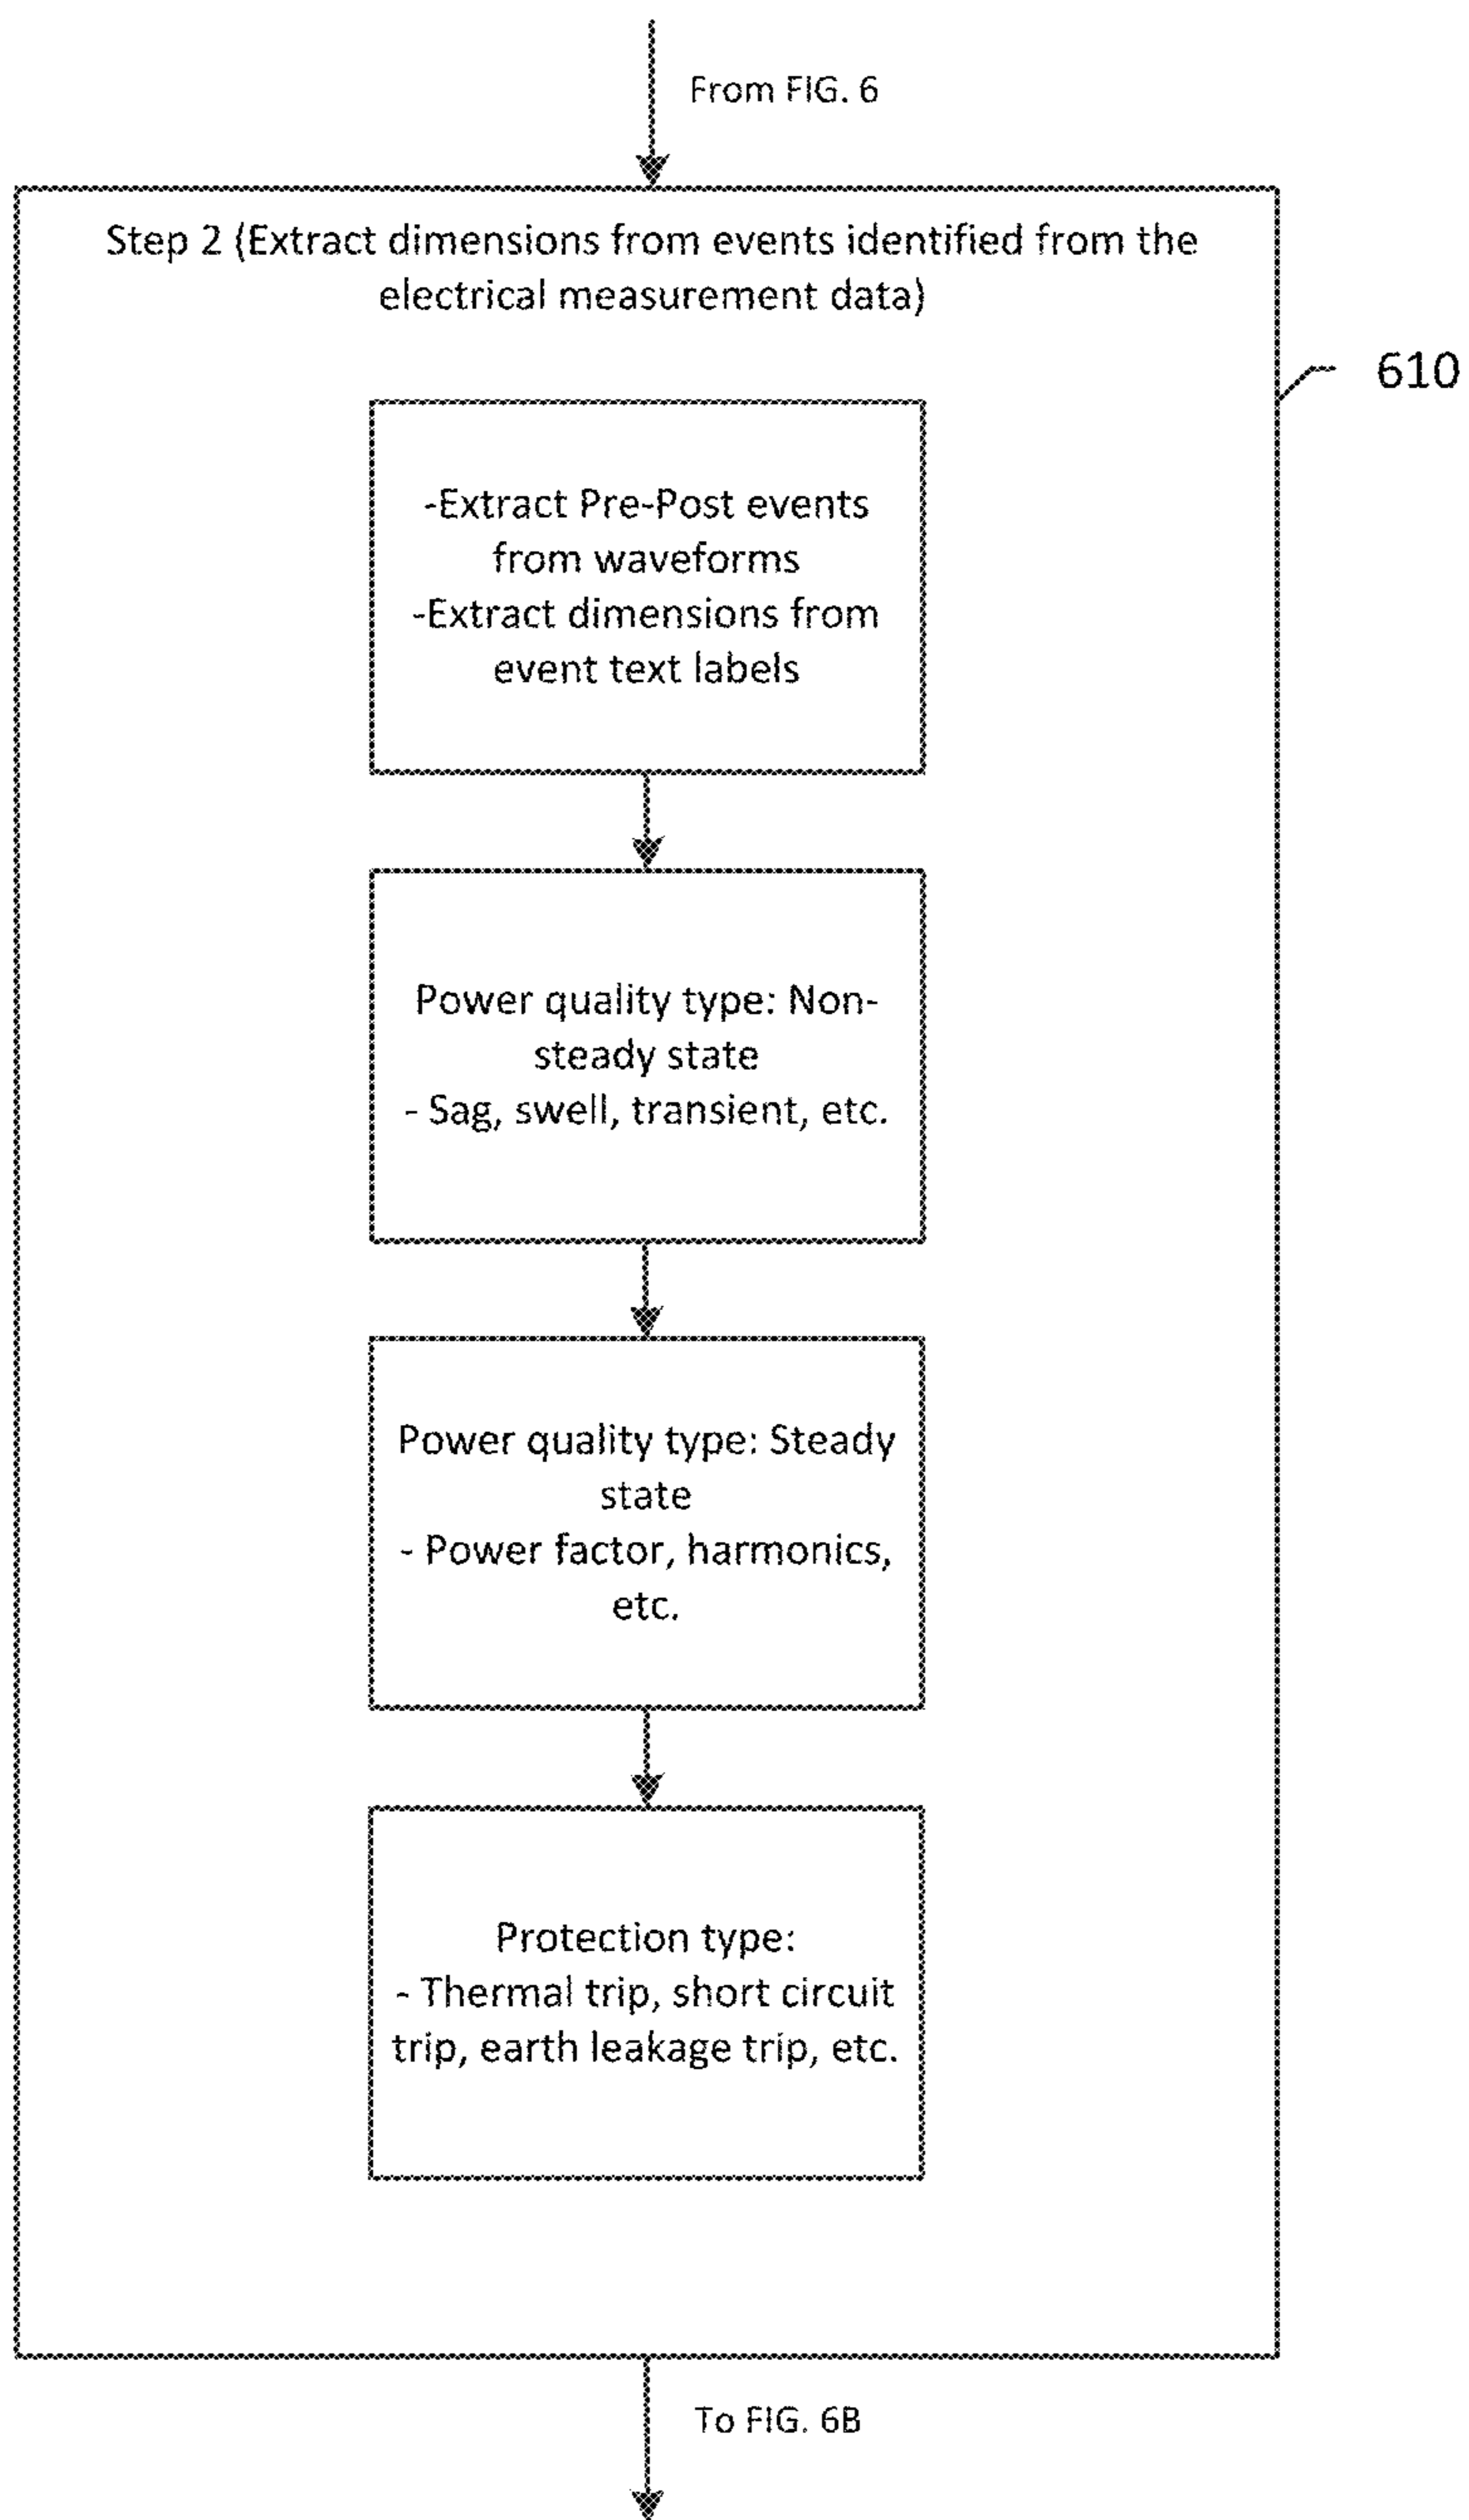 From FIG. 6
Step 2 (Extract dimensions from events identified from the
electrical measurement data)
610
-Extract Pre-Post events
from waveforms
-Extract dimensions from
event text labels
Power quality type: Non-
steady state
- Sag, swell, transient, etc.
Power quality type: Steady
state
- Power factor, harmonics,
etc.
Protection type:
- Thermal trip, short circuit
trip, earth leakage trip, etc.
To FIG. 6B